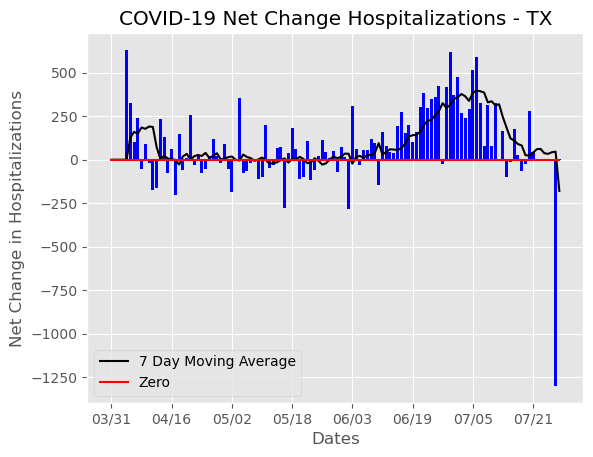 COVID-19 Net Change Hospitalizations - TX
Net Change in Hospitalizations
500
250
0
−250
−500
−750
−1000
−1250
7 Day Moving Average
Zero
03/31 04/16 05/02 05/18 06/03 06/19 07/05 07/21
Dates